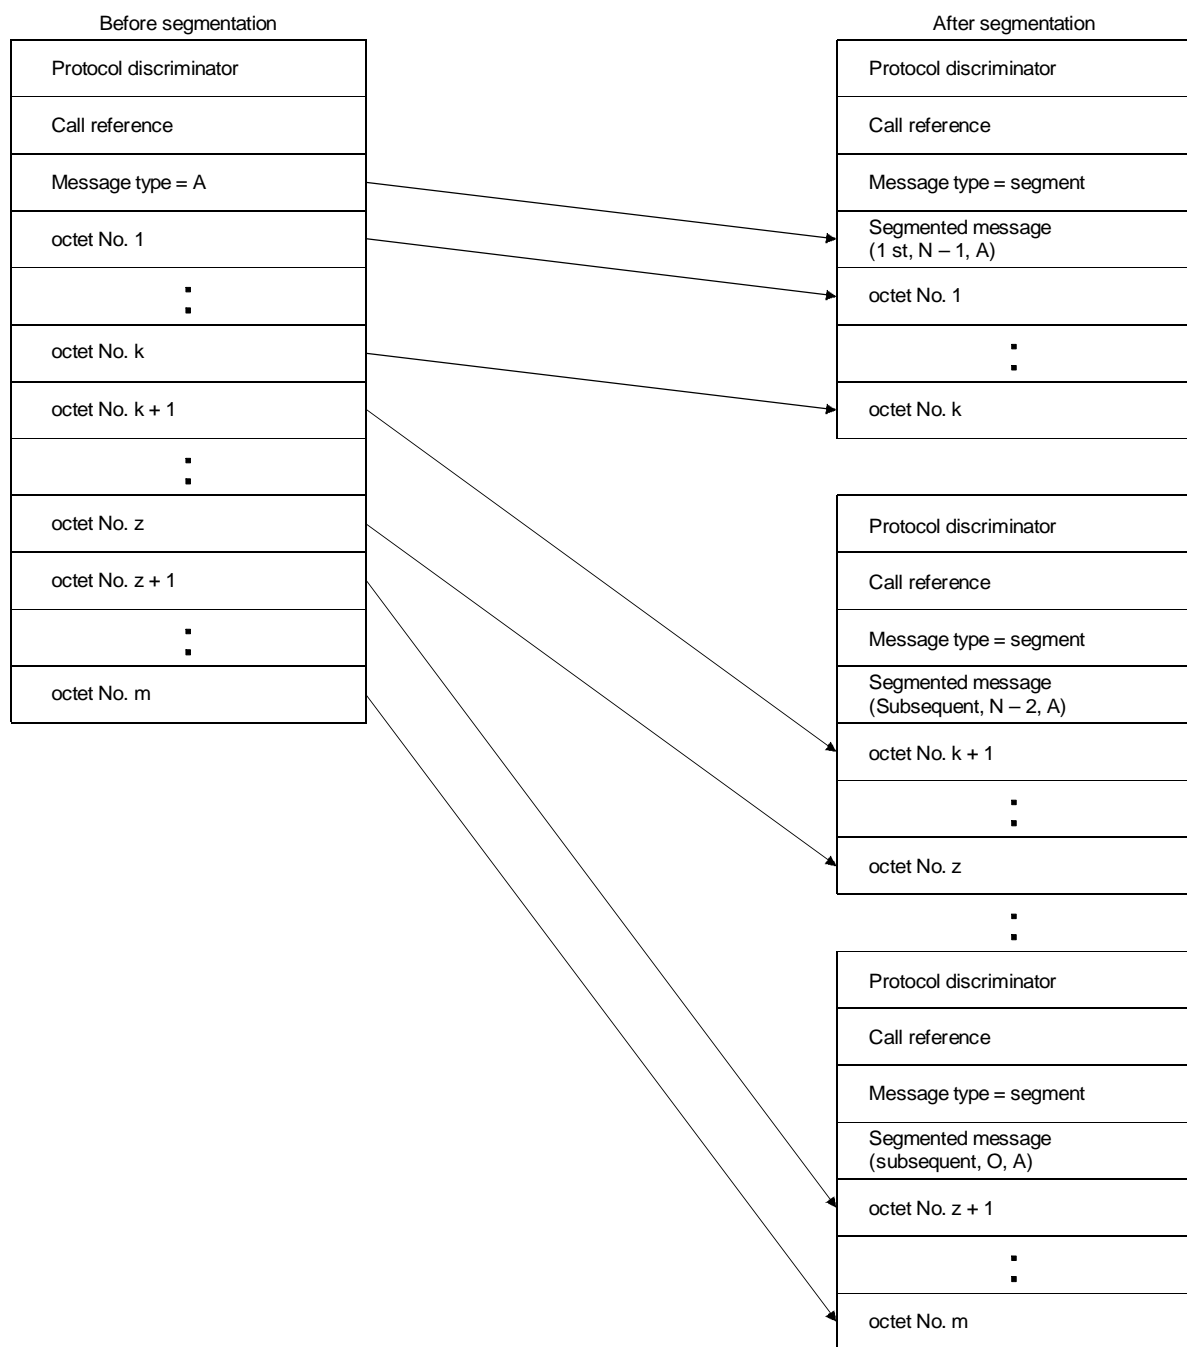 Before segmentation
Protocol discriminator
Call reference
Message type = A
octet No. 1
octet No. k
octet No. k + 1
octet No. z
octet No. z + 1
octet No. m
After segmentation
Protocol discriminator
Call reference
Message type = segment
Segmented message
(1 st, N – 1, A)
octet No. 1
octet No. k
Protocol discriminator
Call reference
Message type = segment
Segmented message
(Subsequent, N – 2, A)
octet No. k + 1
octet No. z
Protocol discriminator
Call reference
Message type = segment
Segmented message
(subsequent, O, A)
octet No. z + 1
octet No. m